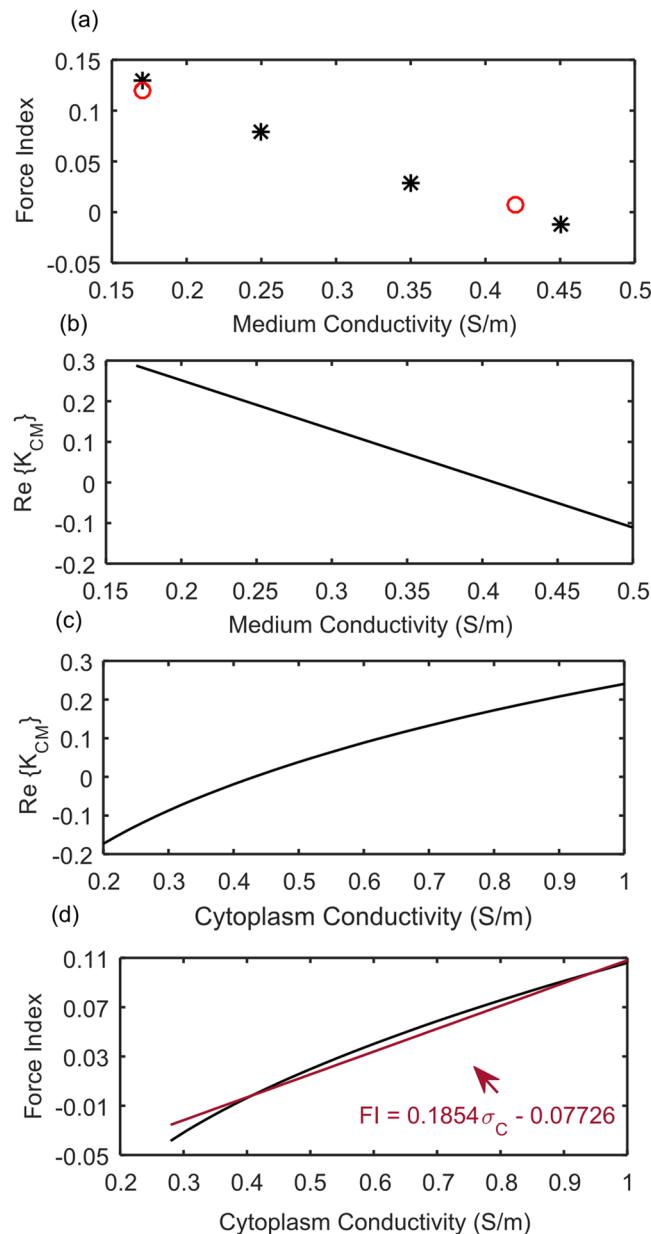 (a)
0.15
0.1
0.05
0
-0.05
Force Index
0.15 0.2 0.25 0.3 0.35 0.4 0.45 0.5
Medium Conductivity (S/m)
(b)
0.3
0.2
0.1
0
-0.1
-0.2
Re {K_CM}
0.15 0.2 0.25 0.3 0.35 0.4 0.45 0.5
Medium Conductivity (S/m)
(c)
0.3
0.2
0.1
0
-0.1
-0.2
Re {K_CM}
0.2 0.3 0.4 0.5 0.6 0.7 0.8 0.9 1
Cytoplasm Conductivity (S/m)
(d)
0.11
0.07
0.03
-0.01
-0.05
Force Index
FI = 0.1854σ_C - 0.07726
0.2 0.3 0.4 0.5 0.6 0.7 0.8 0.9 1
Cytoplasm Conductivity (S/m)